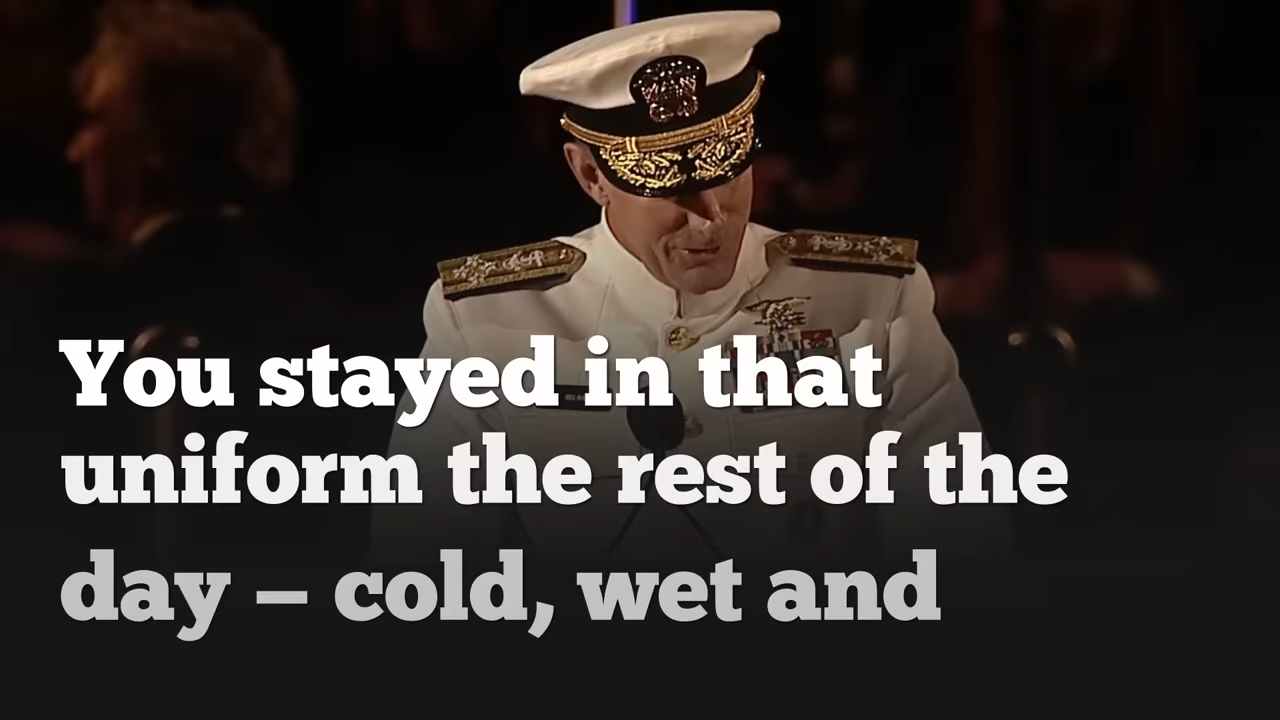 You stayed in that
uniform the rest of the
day – cold, wet and